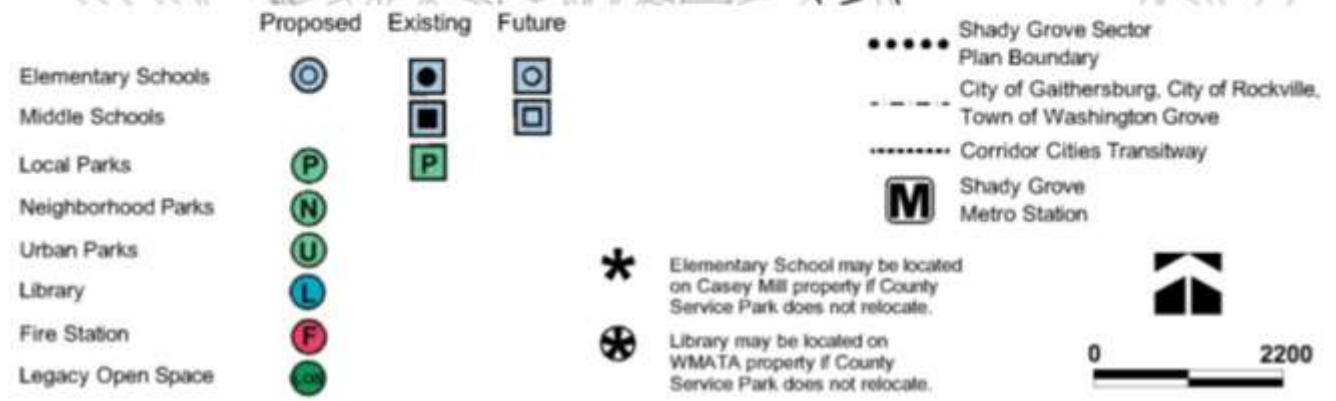 Proposed Existing Future
Elementary Schools
Middle Schools
Local Parks P P
Neighborhood Parks N
Urban Parks U
Library L
Fire Station F
Legacy Open Space LOS
Shady Grove Sector
Plan Boundary
City of Gaithersburg, City of Rockville,
Town of Washington Grove
Corridor Cities Transitway
M Shady Grove
Metro Station
* Elementary School may be located
on Casey Mill property if County
Service Park does not relocate.
Library may be located on
WMATA property if County
Service Park does not relocate.
0 2200